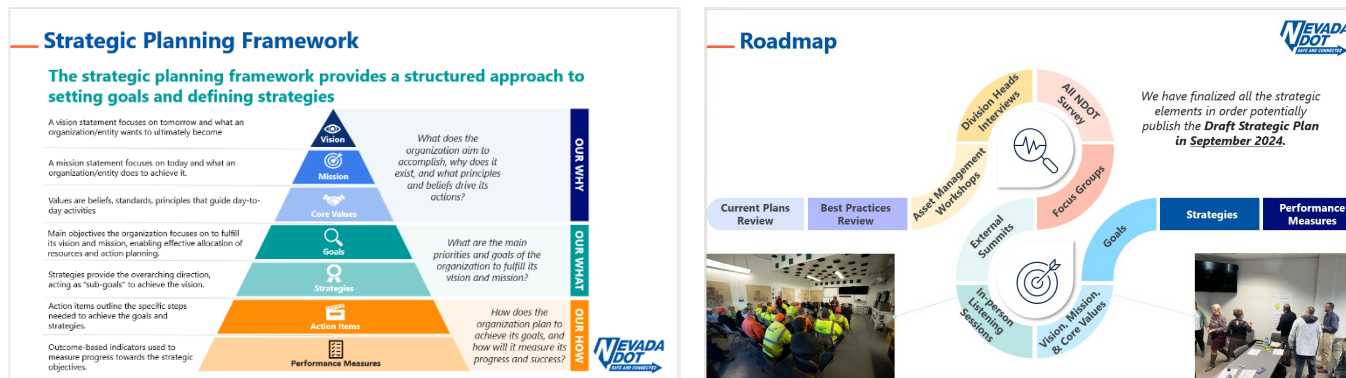 Strategic Planning Framework
The strategic planning framework provides a structured approach to
setting goals and defining strategies
A vision statement focuses on tomorrow and what an
organization/entity wants to ultimately become
Vision
A mission statement focuses on today and what an
organization/entity does to achieve it.
Mission
Values are beliefs, standards, principles that guide day-to-
day activities
Core Values
What does the
organization aim to
accomplish, why does it
exist, and what principles
and beliefs drive its
actions?
OUR WHY
Main objectives the organization focuses on to fulfill
its vision and mission, enabling effective allocation of
resources and action planning.
Goals
Strategies provide the overarching direction,
acting as "sub-goals" to achieve the vision.
Strategies
What are the main
priorities and goals of the
organization to fulfill its
vision and mission?
OUR WHAT
Action items outline the specific steps
needed to achieve the goals and
strategies.
Action Items
Outcome-based indicators used to
measure progress towards the strategic
objectives.
Performance Measures
How does the
organization plan to
achieve its goals, and
how will it measure its
progress and success?
OUR HOW
NEVADA
DOT
SAFE AND CONNECTED
Roadmap
NEVADA
DOT
SAFE AND CONNECTED
We have finalized all the strategic
elements in order potentially
publish the Draft Strategic Plan
in September 2024.
Current Plans
Review
Best Practices
Review
Asset Management
Workshops
Division Heads
Interviews
All NDOT
Survey
Focus Groups
External
Summits
In-person
Listening
Sessions
Vision, Mission,
& Core Values
Goals
Strategies
Performance
Measures